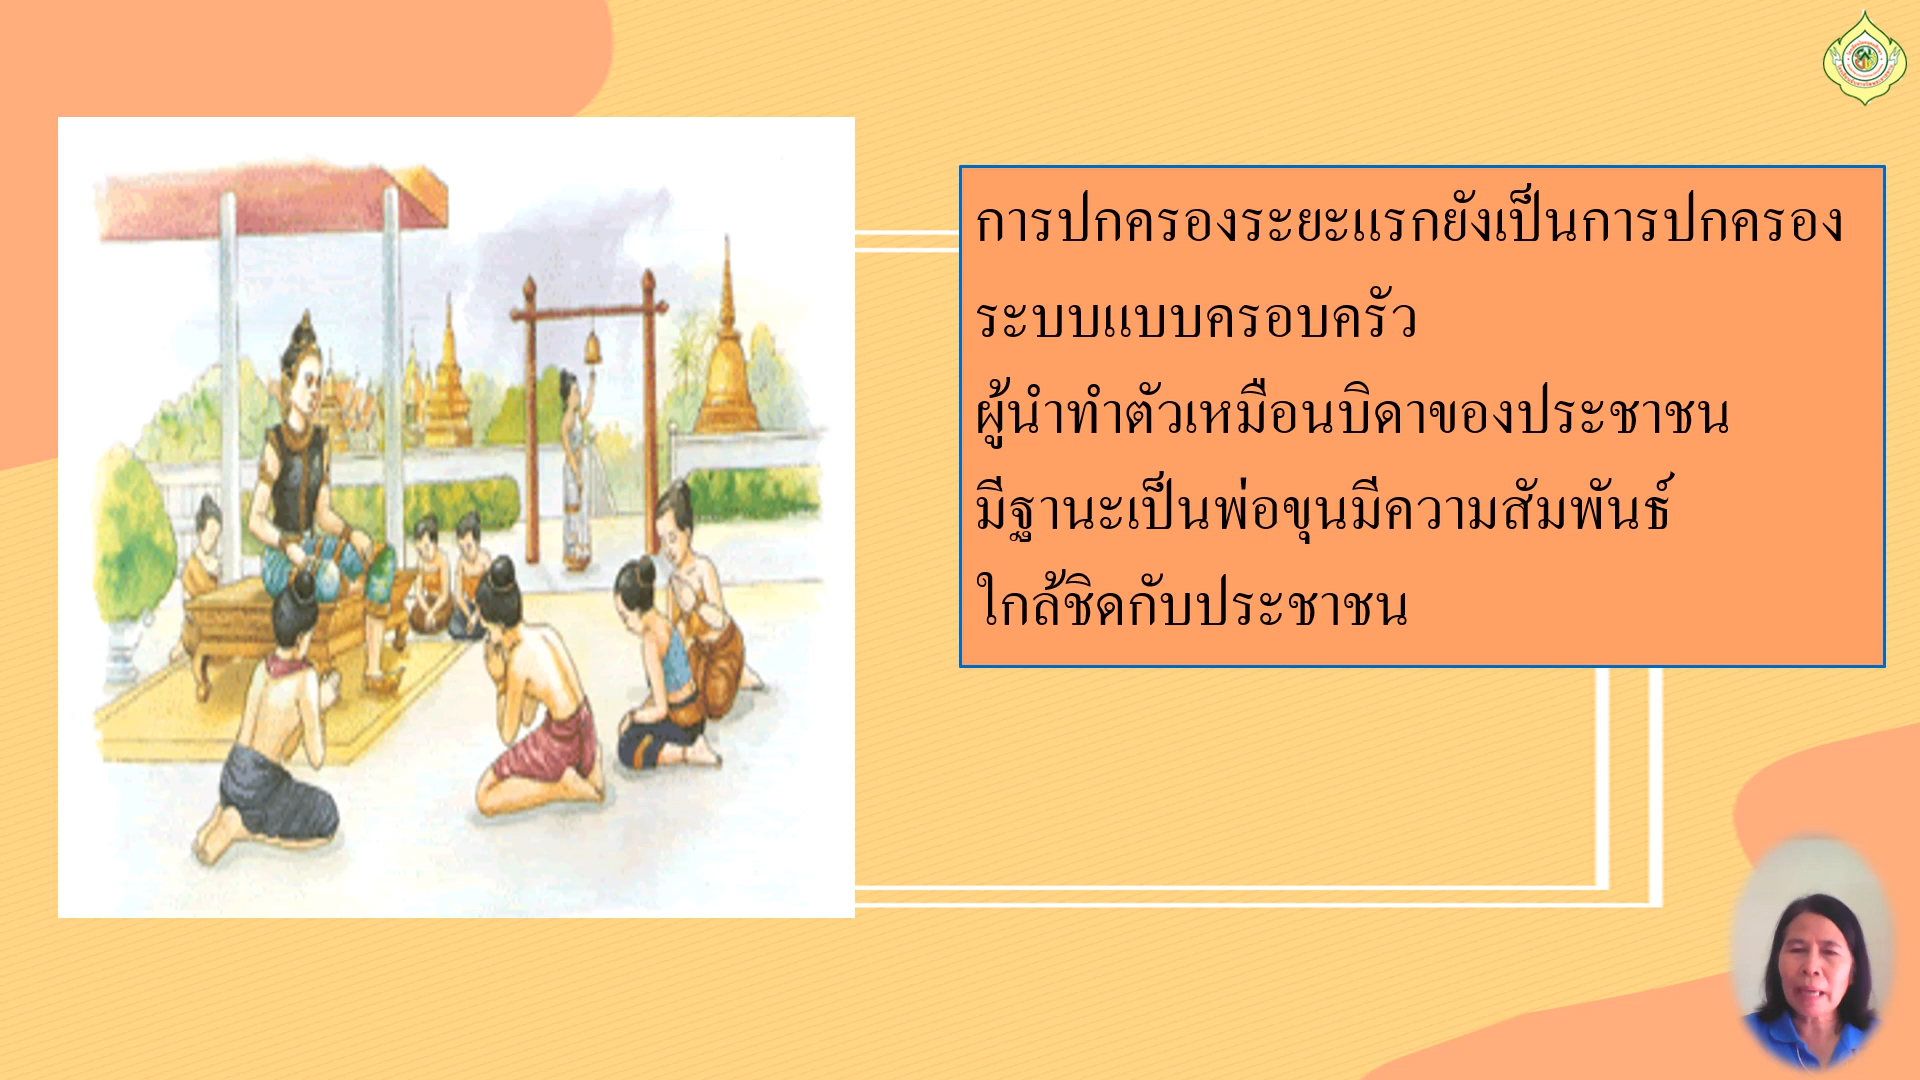 การปกครองระยะแรกยังเป็นการปกครอง
ระบบแบบครอบครัว
ผู้นำทำตัวเหมือนบิดาของประชาชน
มีฐานะเป็นพ่อขุนมีความสัมพันธ์
ใกล้ชิดกับประชาชน